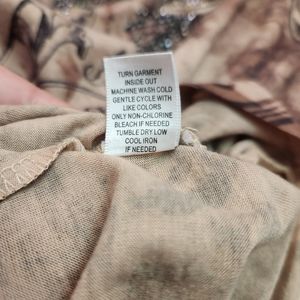 TURN GARMENT
INSIDE OUT
MACHINE WASH COLD
GENTLE CYCLE WITH
LIKE COLORS
ONLY NON-CHLORINE
BLEACH IF NEEDED
TUMBLE DRY LOW
COOL IRON
IF NEEDED